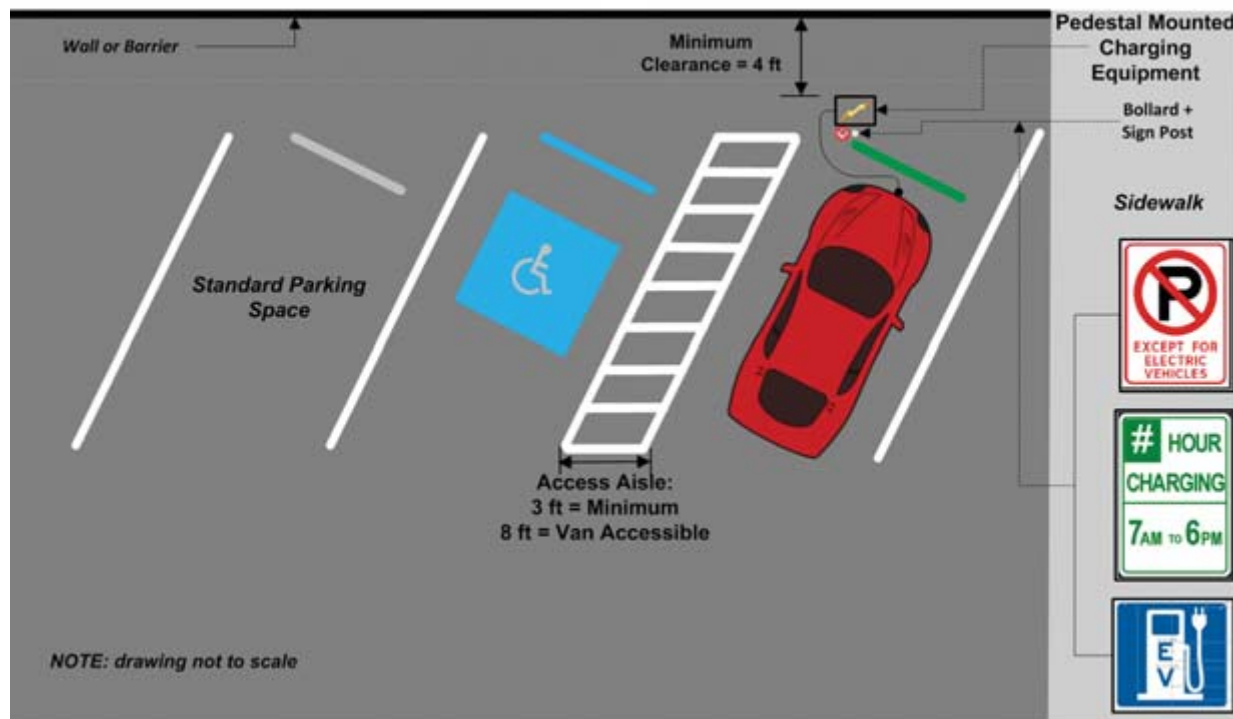 Wall or Barrier
Minimum
Clearance = 4 ft
Pedestal Mounted
Charging
Equipment
Bollard +
Sign Post
Sidewalk
Standard Parking
Space
P
EXCEPT FOR
ELECTRIC
VEHICLES
# HOUR
CHARGING
7AM TO 6PM
Access Aisle:
3 ft = Minimum
8 ft = Van Accessible
E
V
NOTE: drawing not to scale